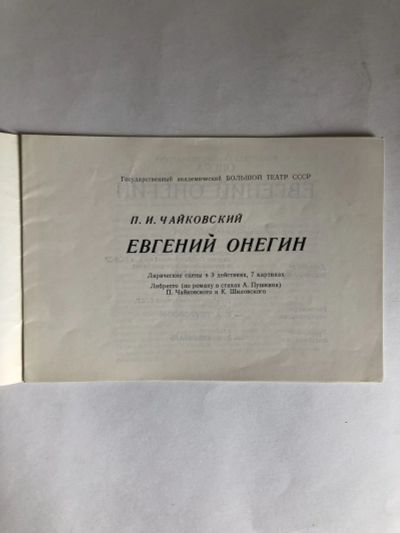 Государственный академический БОЛЬШОЙ ТЕАТР СССР
П. И. ЧАЙКОВСКИЙ
ЕВГЕНИЙ ОНЕГИН
Лирические сцены в 3 действиях, 7 картинах
Либретто (по роману в стихах А. Пушкина)
П. Чайковского и К. Шиловского